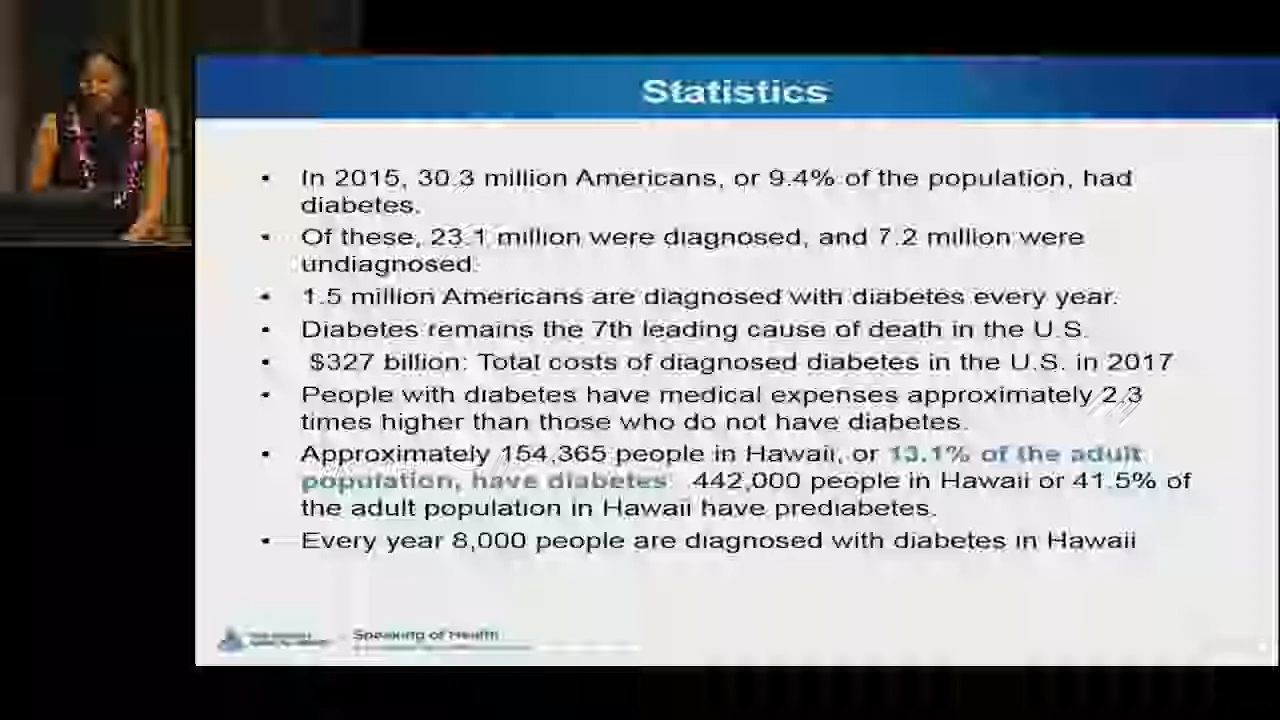 Statistics
• In 2015, 30.3 million Americans, or 9.4% of the population, had
diabetes.
• Of these, 23.1 million were diagnosed, and 7.2 million were
undiagnosed.
• 1.5 million Americans are diagnosed with diabetes every year.
• Diabetes remains the 7th leading cause of death in the U.S.
• $327 billion: Total costs of diagnosed diabetes in the U.S. in 2017
• People with diabetes have medical expenses approximately 2.3
times higher than those who do not have diabetes.
• Approximately 154,365 people in Hawaii, or 13.1% of the adult
population, have diabetes. 442,000 people in Hawaii or 41.5% of
the adult population in Hawaii have prediabetes.
• Every year 8,000 people are diagnosed with diabetes in Hawaii
Speaking of Health